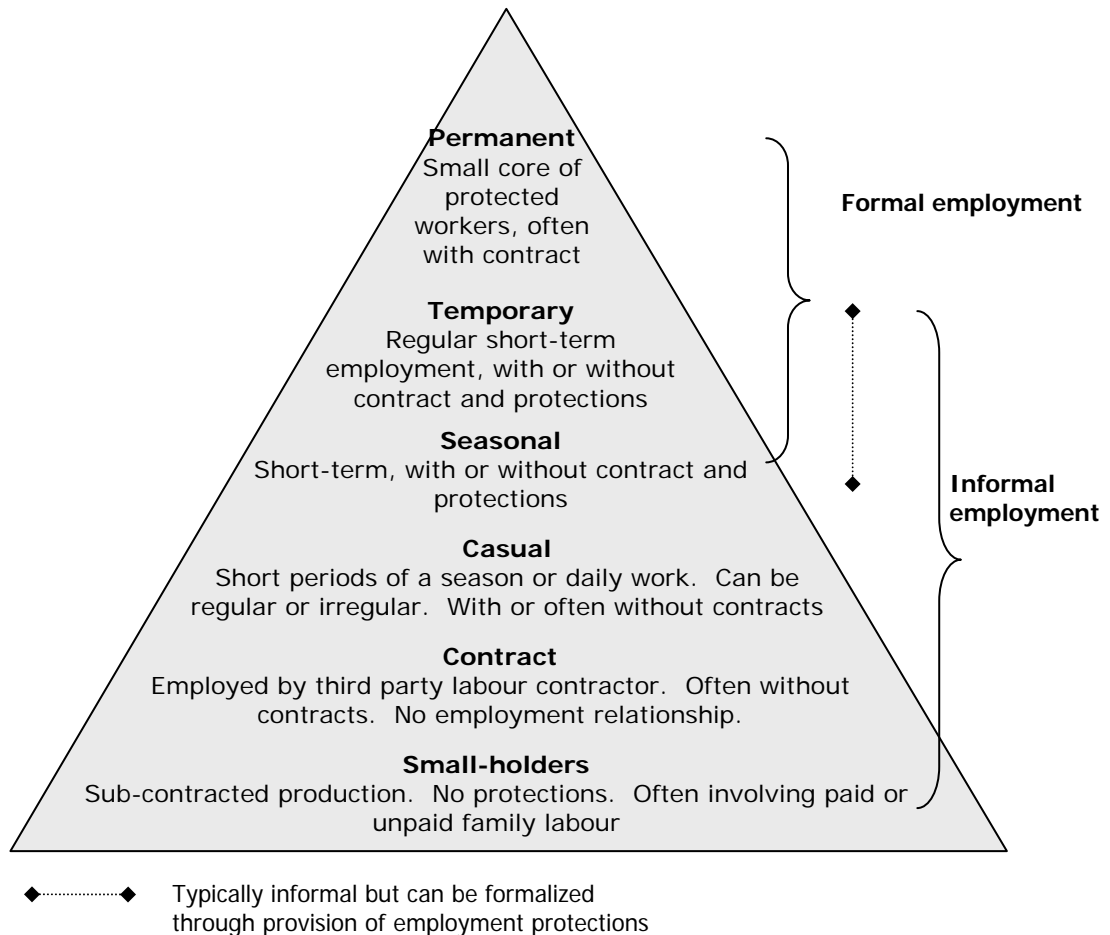 Permanent
Small core of
protected
workers, often
with contract
Formal employment
Temporary
Regular short-term
employment, with or without
contract and protections
Seasonal
Short-term, with or without contract and
protections
Informal
employment
Casual
Short periods of a season or daily work. Can be
regular or irregular. With or often without contracts
Contract
Employed by third party labour contractor. Often without
contracts. No employment relationship.
Small-holders
Sub-contracted production. No protections. Often involving paid or
unpaid family labour
Typically informal but can be formalized
through provision of employment protections